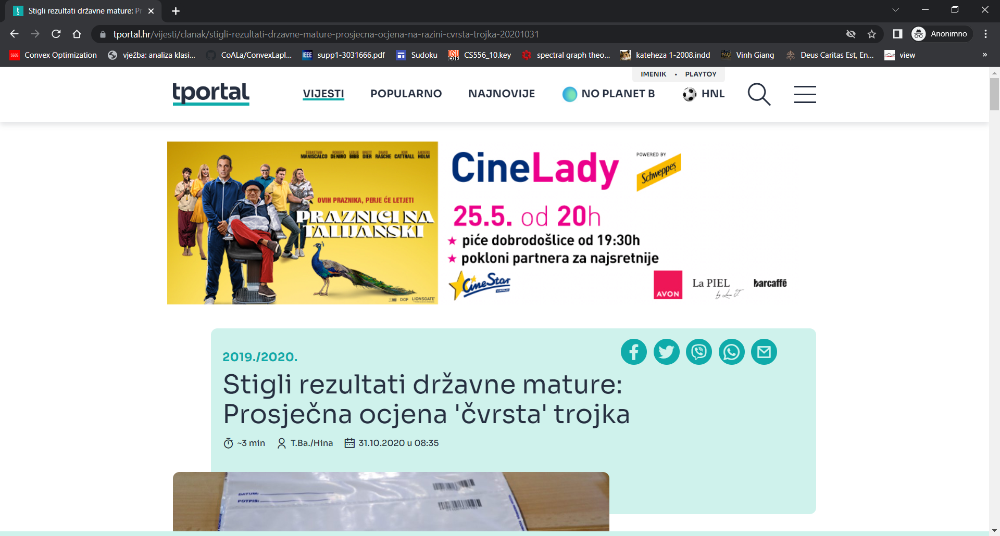 Stigli rezultati državne mature: Pr
tportal.hr/vijesti/clanak/stigli-rezultati-drzavne-mature-prosjecna-ocjena-na-razini-cvrsta-trojka-20201031
Anonimno
Convex Optimization
vježba: analiza klasi...
CoALa/ConvexLapl...
IEEE
supp1-3031666.pdf
Sudoku
CS556_10.key
spectral graph theo...
kateheza 1-2008.indd
Vinh Giang
Deus Caritas Est, En...
view
»
IMENIK • PLAYTOY
tportal
VIJESTI
POPULARNO
NAJNOVIJE
NO PLANET B
HNL
SEBASTIAN MANISCALCO
ROBERT DE NIRO
LESLIE BIBB
BRETT DIER
DAVID RASCHE
KIM CATTRALL
ANDERS HOLM
OVIH PRAZNIKA, PERJE ĆE LETJETI
PRAZNICI NA
TALIJANSKI
DOF LIONSGATE
CineLady
POWERED BY
Schweppes
25.5. od 20h
★ piće dobrodošlice od 19:30h
★ pokloni partnera za najsretnije
CineStar
AVON
La PIEL
barcaffè
2019./2020.
Stigli rezultati državne mature:
Prosječna ocjena 'čvrsta' trojka
~3 min
T.Ba./Hina
31.10.2020 u 08:35
DATUM:
POTPIS: